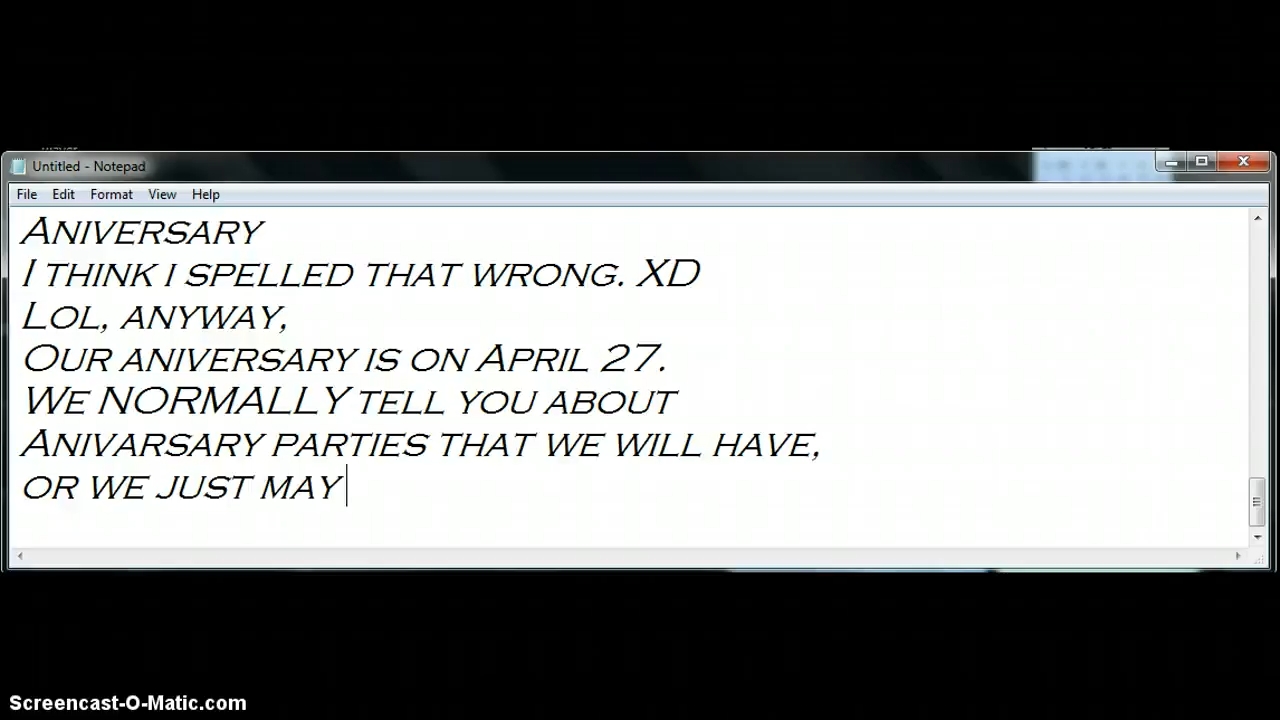 Untitled - Notepad
File Edit Format View Help
Aniversary
I think i spelled that wrong. XD
Lol, anyway,
Our aniversary is on April 27.
We NORMALLY tell you about
Anivarsary parties that we will have,
or we just may
Screencast-O-Matic.com